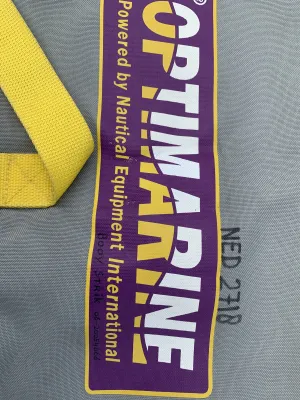 OPTIMARINE®
Powered by Nautical Equipment International
NED 2718